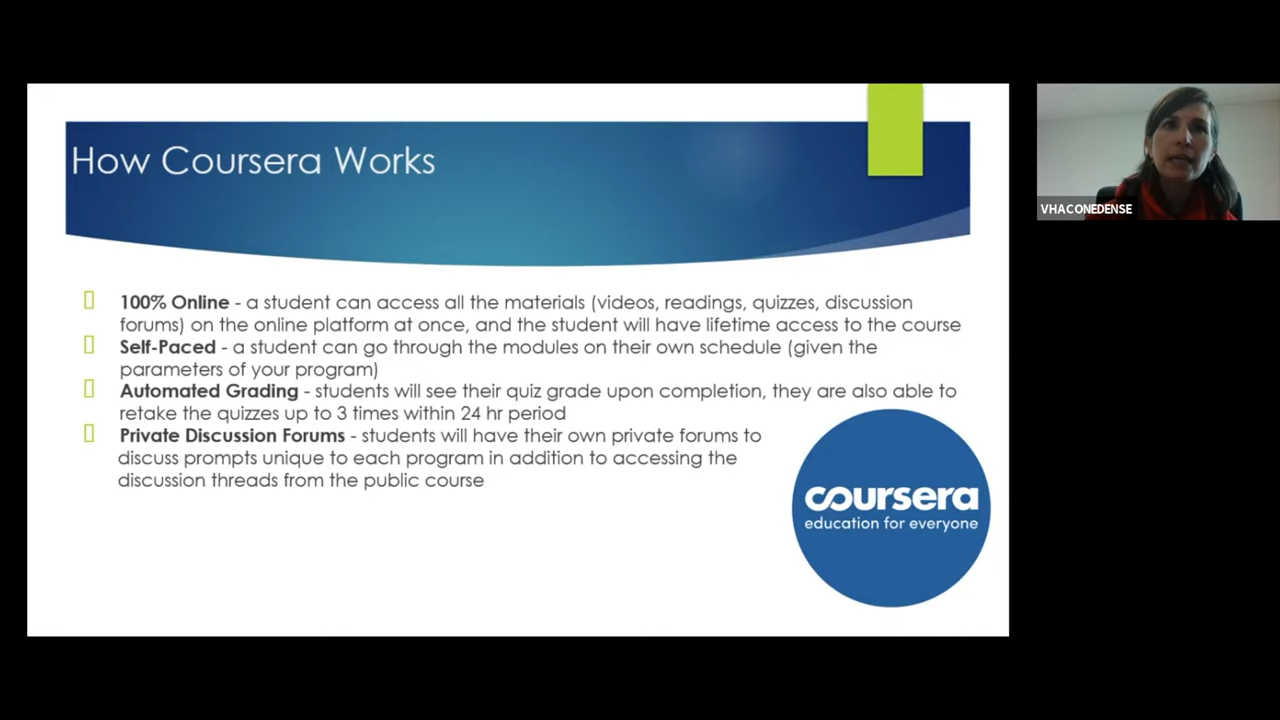 How Coursera Works
100% Online - a student can access all the materials (videos, readings, quizzes, discussion
forums) on the online platform at once, and the student will have lifetime access to the course
Self-Paced - a student can go through the modules on their own schedule (given the
parameters of your program)
Automated Grading - students will see their quiz grade upon completion, they are also able to
retake the quizzes up to 3 times within 24 hr period
Private Discussion Forums - students will have their own private forums to
discuss prompts unique to each program in addition to accessing the
discussion threads from the public course
coursera
education for everyone
VHACONEDENSE